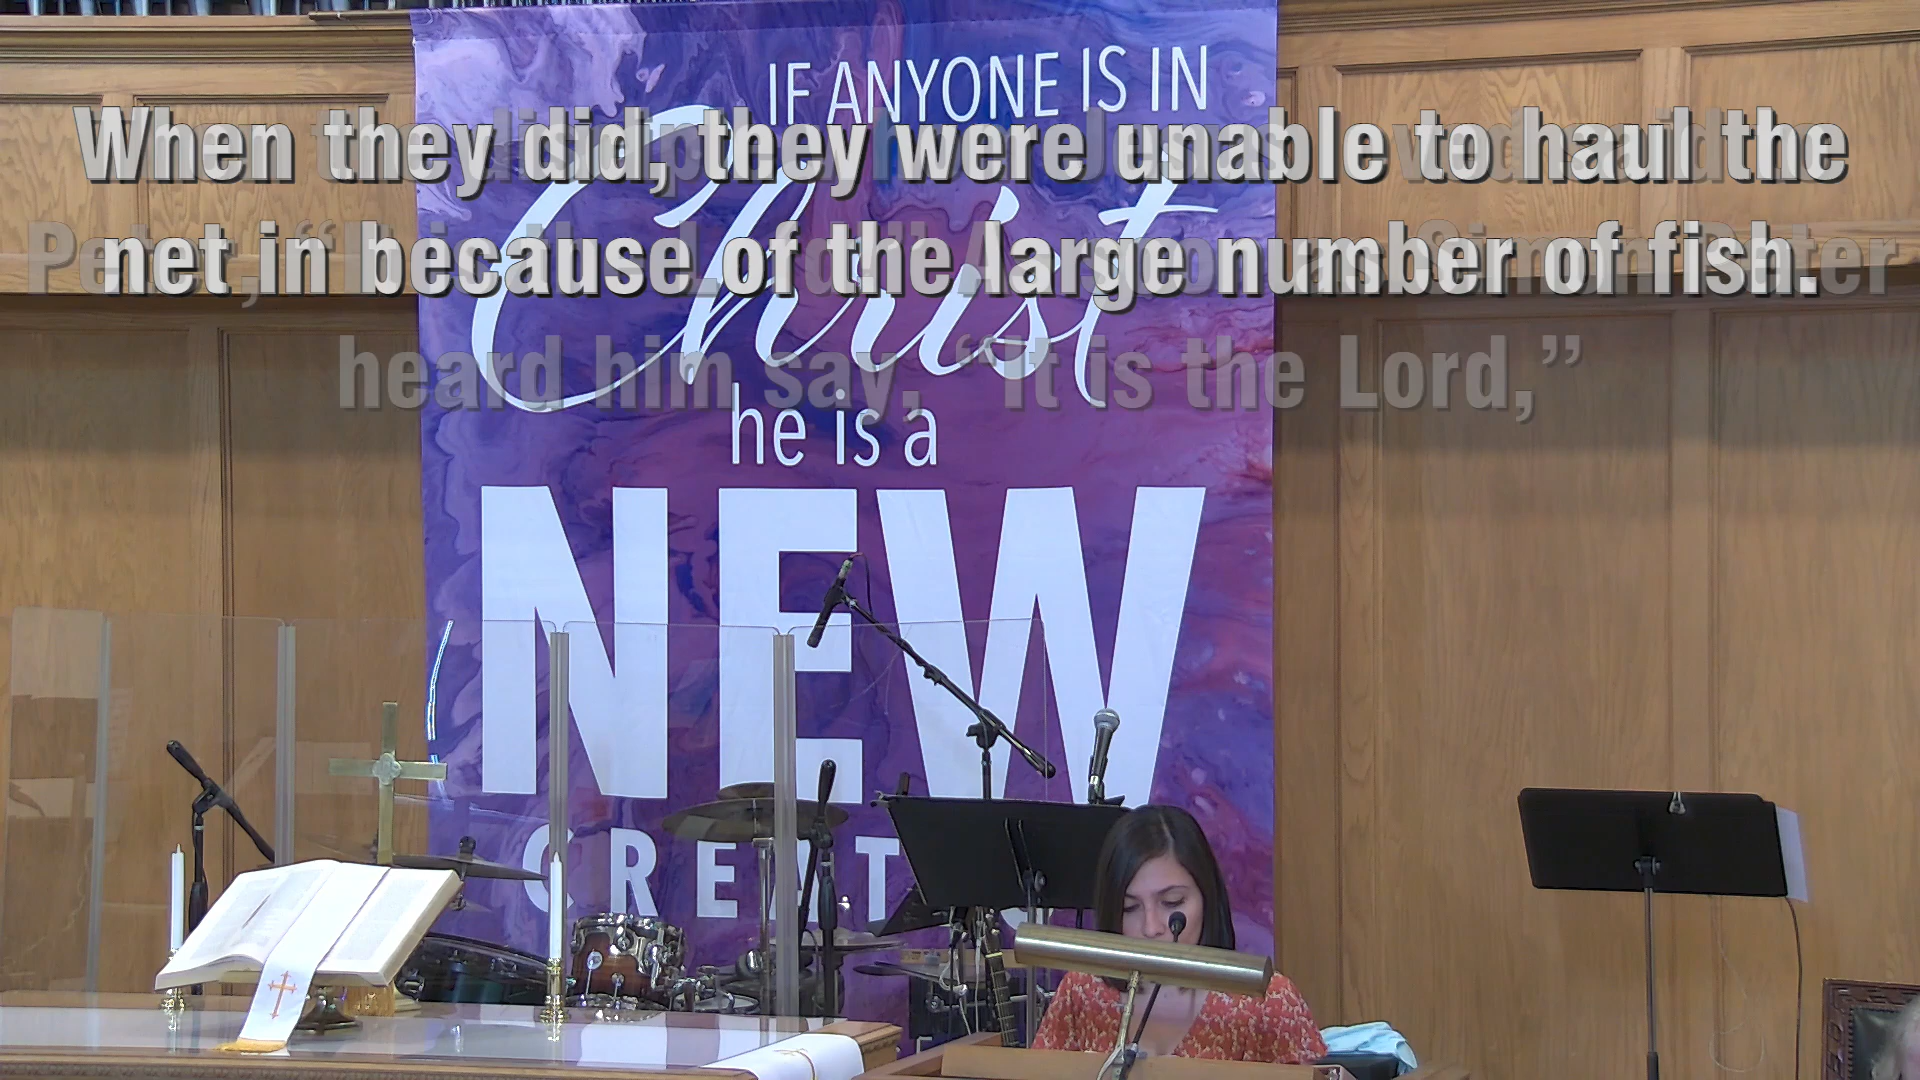 IF ANYONE IS IN
When they did, they were unable to haul the
net in because of the large number of fish.
Christ
heard him say, “It is the Lord,”
he is a
NEW
CREAT